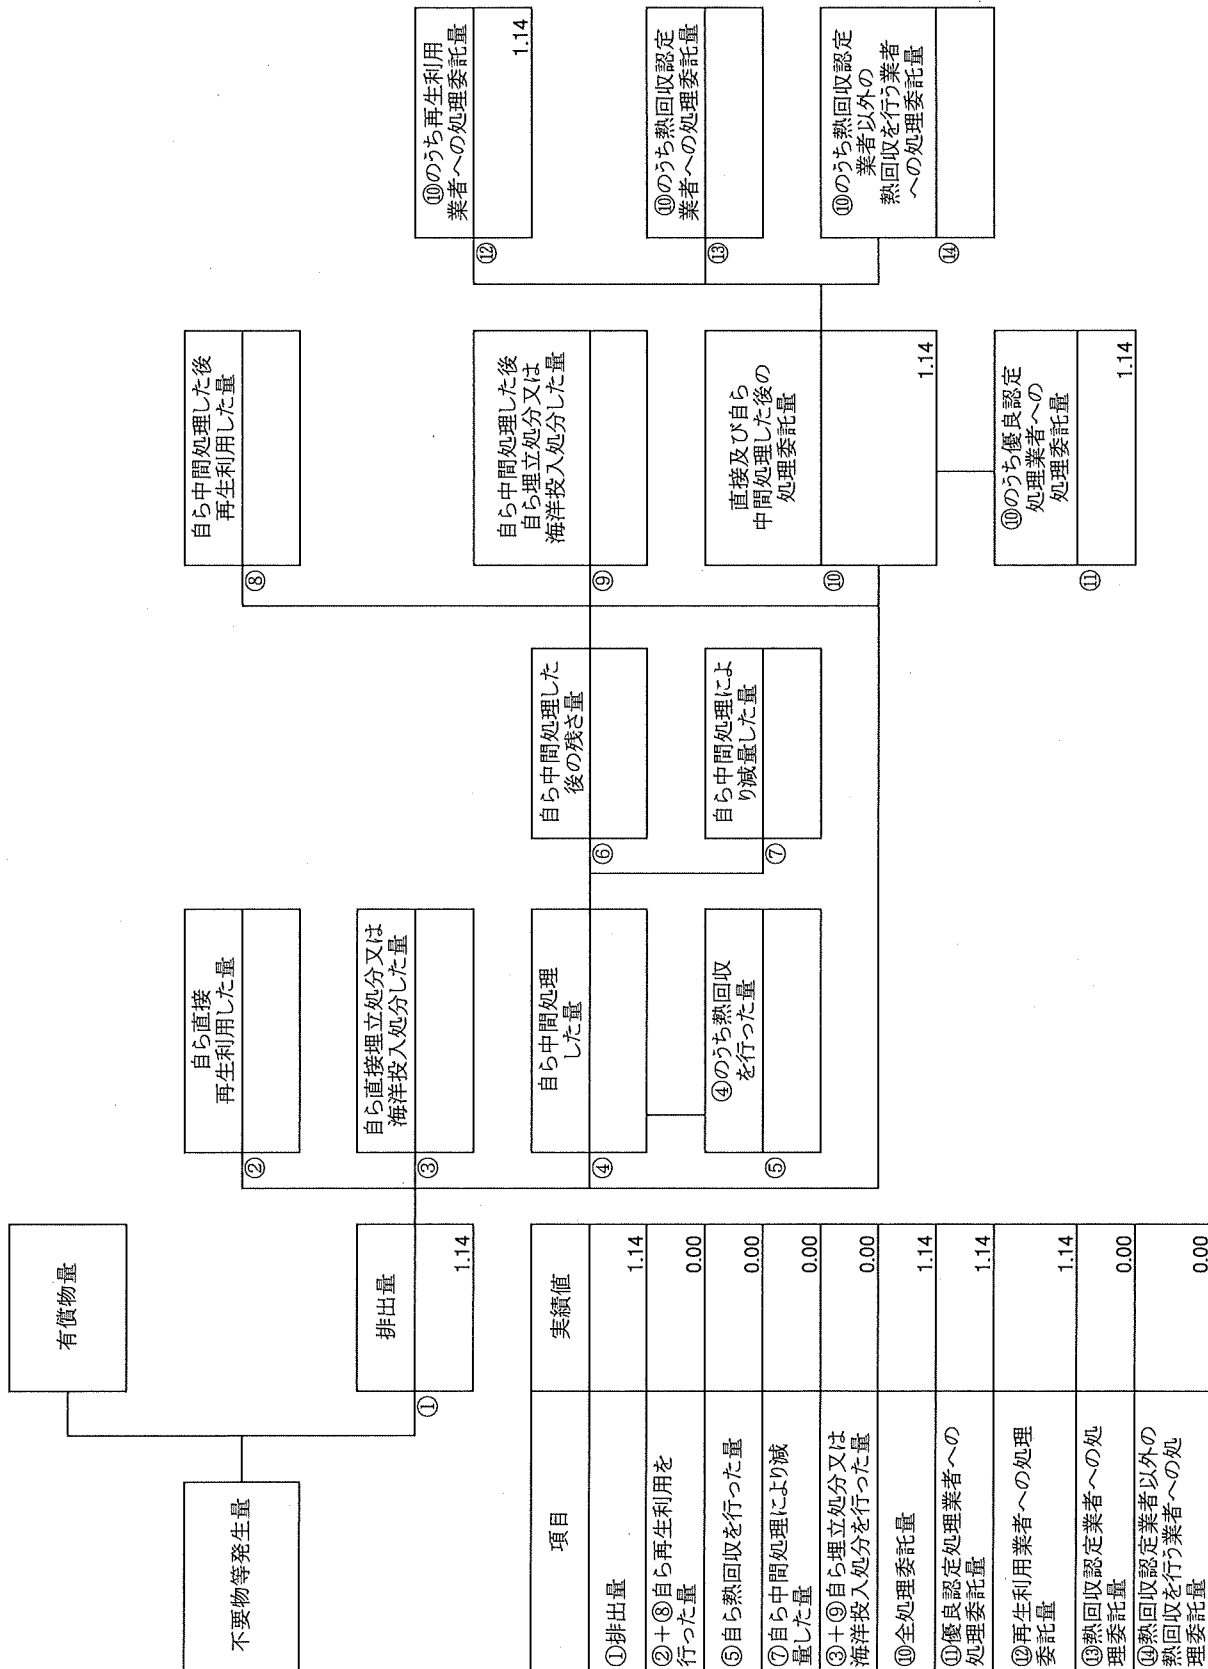 不要物等発生量
有償物量
排出量
①
1.14
自ら直接
再生利用した量
②
自ら直接埋立処分又は
海洋投入処分した量
③
自ら中間処理
した量
④
④のうち熱回収
を行った量
⑤
自ら中間処理した
後の残さ量
⑥
自ら中間処理によ
り減量した量
⑦
自ら中間処理した後
再生利用した量
⑧
自ら中間処理した後
自ら埋立処分又は
海洋投入処分した量
⑨
直接及び自ら
中間処理した後の
処理委託量
⑩
1.14
⑩のうち優良認定
処理業者への
処理委託量
⑪
1.14
⑩のうち再生利用
業者への処理委託量
⑫
1.14
⑩のうち熱回収認定
業者への処理委託量
⑬
⑩のうち熱回収認定
業者以外の
熱回収を行う業者
への処理委託量
⑭
項目 実績値
①排出量 1.14
②+⑧自ら再生利用を
行った量 0.00
⑤自ら熱回収を行った量 0.00
⑦自ら中間処理により減
量した量 0.00
③+⑨自ら埋立処分又は
海洋投入処分を行った量 0.00
⑩全処理委託量 1.14
⑪優良認定処理業者への
処理委託量 1.14
⑫再生利用業者への処理
委託量 1.14
⑬熱回収認定業者への処
理委託量 0.00
⑭熱回収認定業者以外の
熱回収を行う業者への処
理委託量 0.00